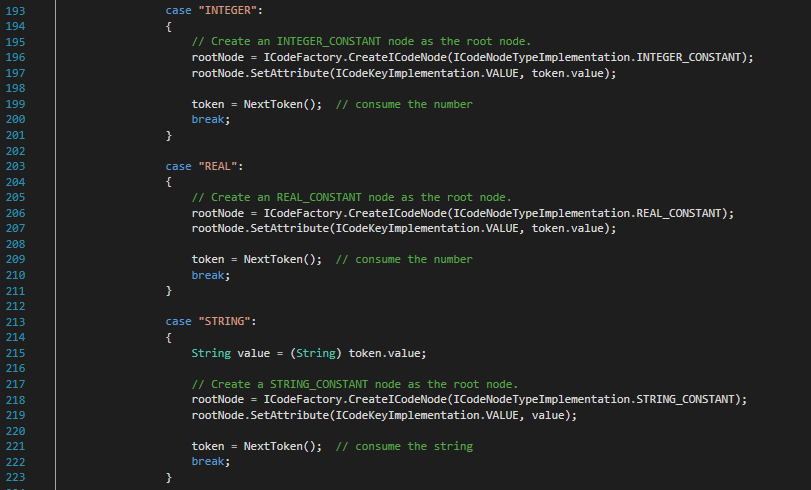 193 case "INTEGER":
194 {
195 // Create an INTEGER_CONSTANT node as the root node.
196 rootNode = ICodeFactory.CreateICodeNode(ICodeNodeTypeImplementation.INTEGER_CONSTANT);
197 rootNode.SetAttribute(ICodeKeyImplementation.VALUE, token.value);
198
199 token = NextToken();  // consume the number
200 break;
201 }
202
203 case "REAL":
204 {
205 // Create an REAL_CONSTANT node as the root node.
206 rootNode = ICodeFactory.CreateICodeNode(ICodeNodeTypeImplementation.REAL_CONSTANT);
207 rootNode.SetAttribute(ICodeKeyImplementation.VALUE, token.value);
208
209 token = NextToken();  // consume the number
210 break;
211 }
212
213 case "STRING":
214 {
215 String value = (String) token.value;
216
217 // Create a STRING_CONSTANT node as the root node.
218 rootNode = ICodeFactory.CreateICodeNode(ICodeNodeTypeImplementation.STRING_CONSTANT);
219 rootNode.SetAttribute(ICodeKeyImplementation.VALUE, value);
220
221 token = NextToken();  // consume the string
222 break;
223 }